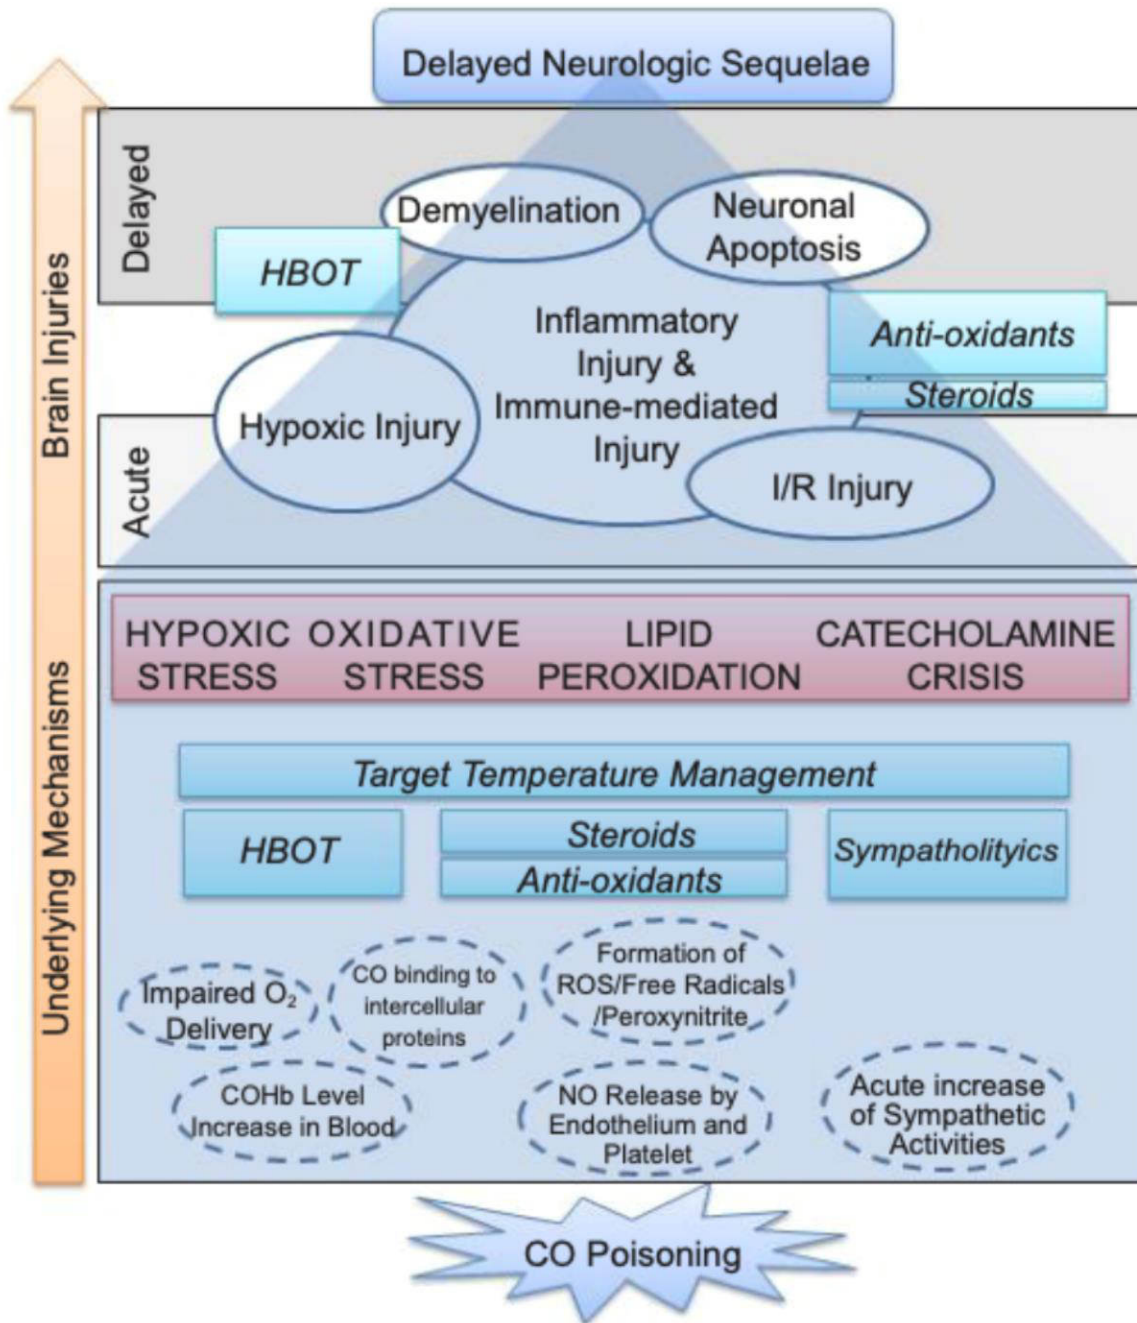 Delayed Neurologic Sequelae
Delayed
Demyelination
Neuronal
Apoptosis
HBOT
Inflammatory
Injury &
Immune-mediated
Injury
Anti-oxidants
Steroids
Brain Injuries
Hypoxic Injury
I/R Injury
Acute
HYPOXIC
STRESS
OXIDATIVE
STRESS
LIPID
PEROXIDATION
CATECHOLAMINE
CRISIS
Underlying Mechanisms
Target Temperature Management
HBOT
Steroids
Anti-oxidants
Sympatholityics
Impaired O₂
Delivery
CO binding to
intercellular
proteins
Formation of
ROS/Free Radicals
/Peroxynitrite
COHb Level
Increase in Blood
NO Release by
Endothelium and
Platelet
Acute increase
of Sympathetic
Activities
CO Poisoning